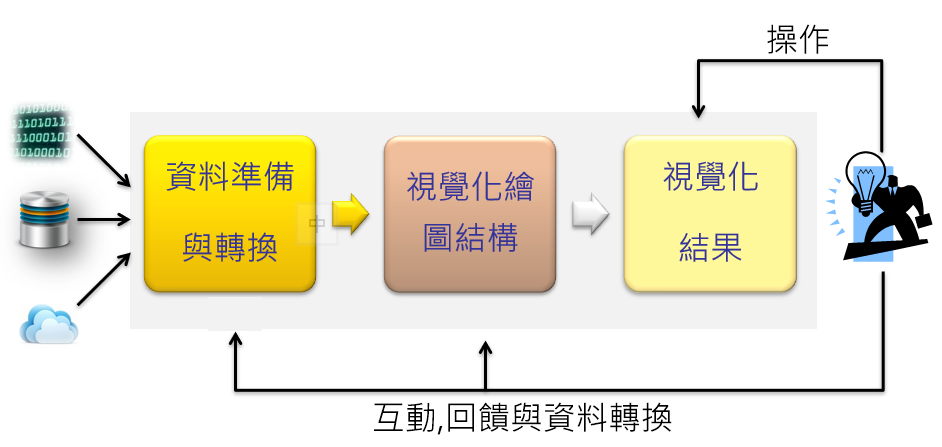 操作
資料準備
與轉換
視覺化繪
圖結構
視覺化
結果
中
互動,回饋與資料轉換